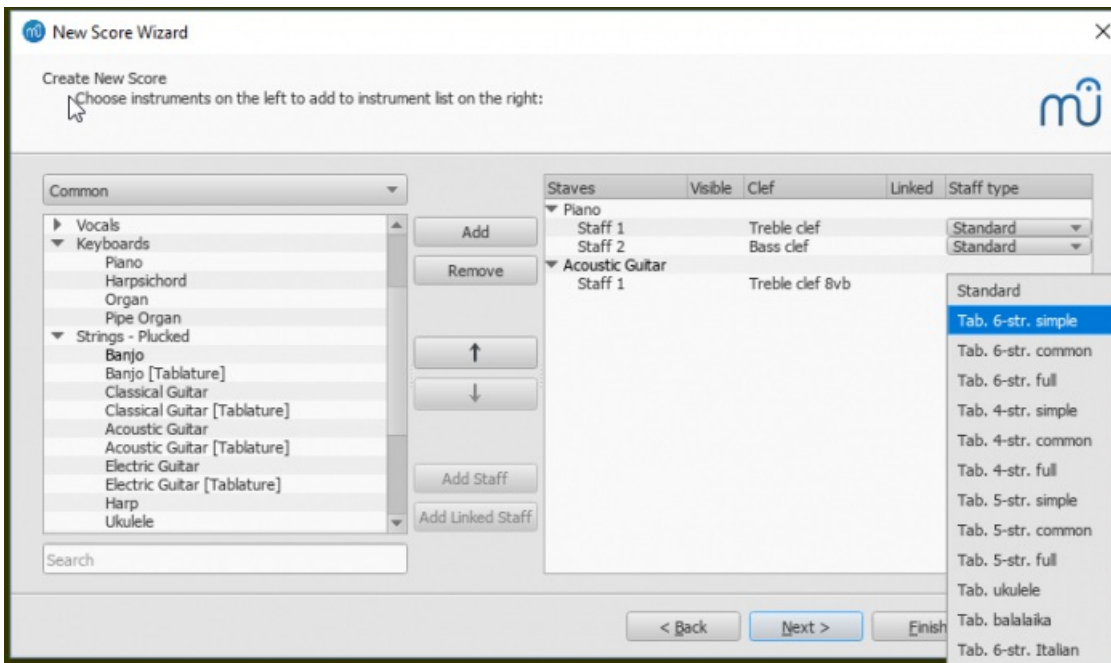 New Score Wizard
Create New Score
Choose instruments on the left to add to instrument list on the right:
mû
Common
Vocals
Keyboards
Piano
Harpsichord
Organ
Pipe Organ
Strings - Plucked
Banjo
Banjo [Tablature]
Classical Guitar
Classical Guitar [Tablature]
Acoustic Guitar
Acoustic Guitar [Tablature]
Electric Guitar
Electric Guitar [Tablature]
Harp
Ukulele
Search
Add
Remove
Add Staff
Add Linked Staff
Staves Visible Clef Linked Staff type
Piano
Staff 1 Treble clef Standard
Staff 2 Bass clef Standard
Acoustic Guitar
Staff 1 Treble clef 8vb
Standard
Tab. 6-str. simple
Tab. 6-str. common
Tab. 6-str. full
Tab. 4-str. simple
Tab. 4-str. common
Tab. 4-str. full
Tab. 5-str. simple
Tab. 5-str. common
Tab. 5-str. full
Tab. ukulele
Tab. balalaika
Tab. 6-str. Italian
< Back Next > Finish